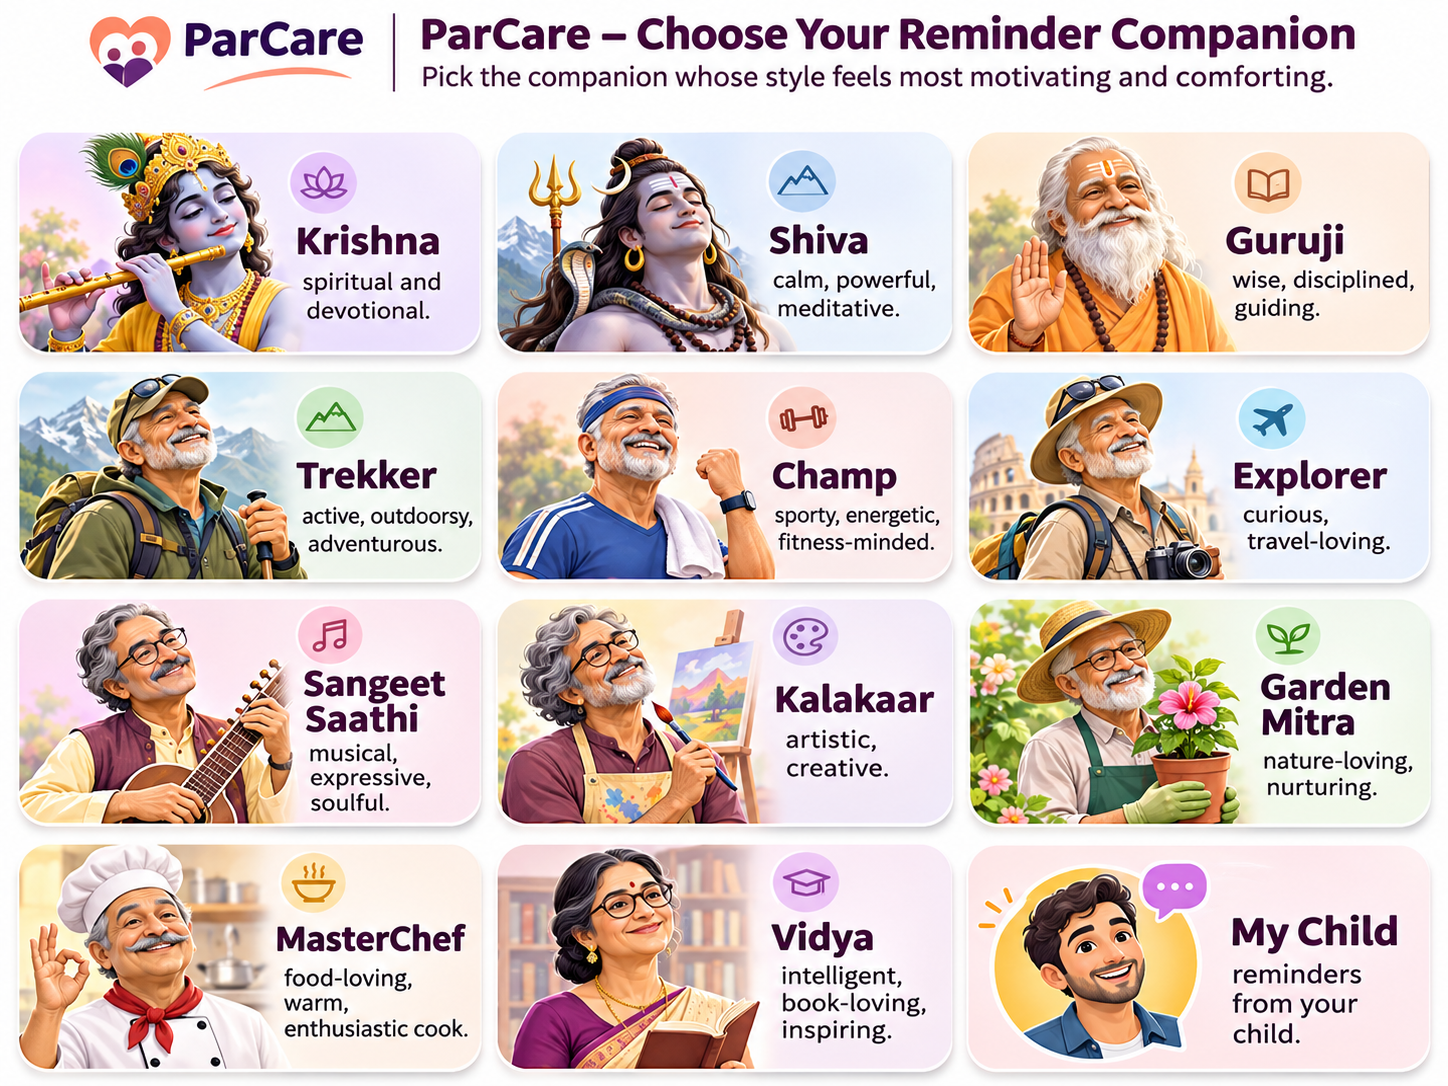 ParCare
ParCare – Choose Your Reminder Companion
Pick the companion whose style feels most motivating and comforting.
Krishna
spiritual and
devotional.
Shiva
calm, powerful,
meditative.
Guruji
wise, disciplined,
guiding.
Trekker
active, outdoorsy,
adventurous.
Champ
sporty, energetic,
fitness-minded.
Explorer
curious,
travel-loving.
Sangeet
Saathi
musical,
expressive,
soulful.
Kalakaar
artistic,
creative.
Garden
Mitra
nature-loving,
nurturing.
MasterChef
food-loving,
warm,
enthusiastic cook.
Vidya
intelligent,
book-loving,
inspiring.
My Child
reminders
from your
child.